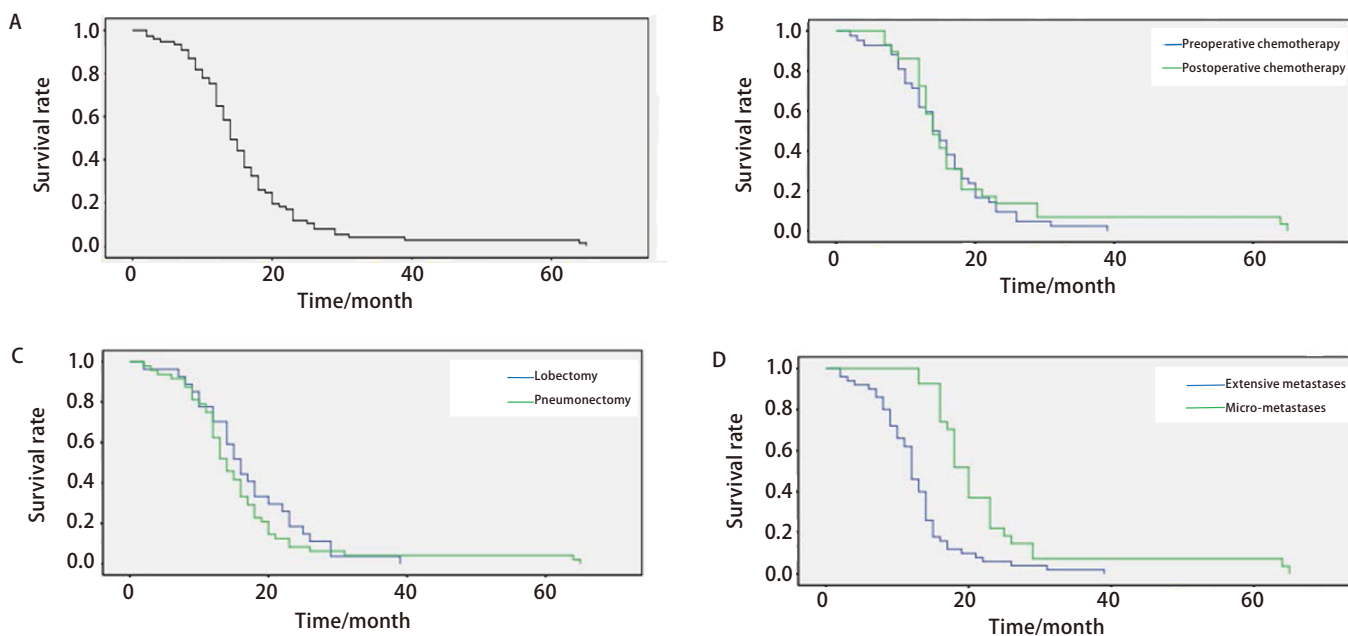 A
1.0
0.8
0.6
0.4
0.2
0.0
Survival rate
0
20
40
60
Time/month
B
1.0
0.8
0.6
0.4
0.2
0.0
Survival rate
Preoperative chemotherapy
Postoperative chemotherapy
0
20
40
60
Time/month
C
1.0
0.8
0.6
0.4
0.2
0.0
Survival rate
Lobectomy
Pneumonectomy
0
20
40
60
Time/month
D
1.0
0.8
0.6
0.4
0.2
0.0
Survival rate
Extensive metastases
Micro-metastases
0
20
40
60
Time/month